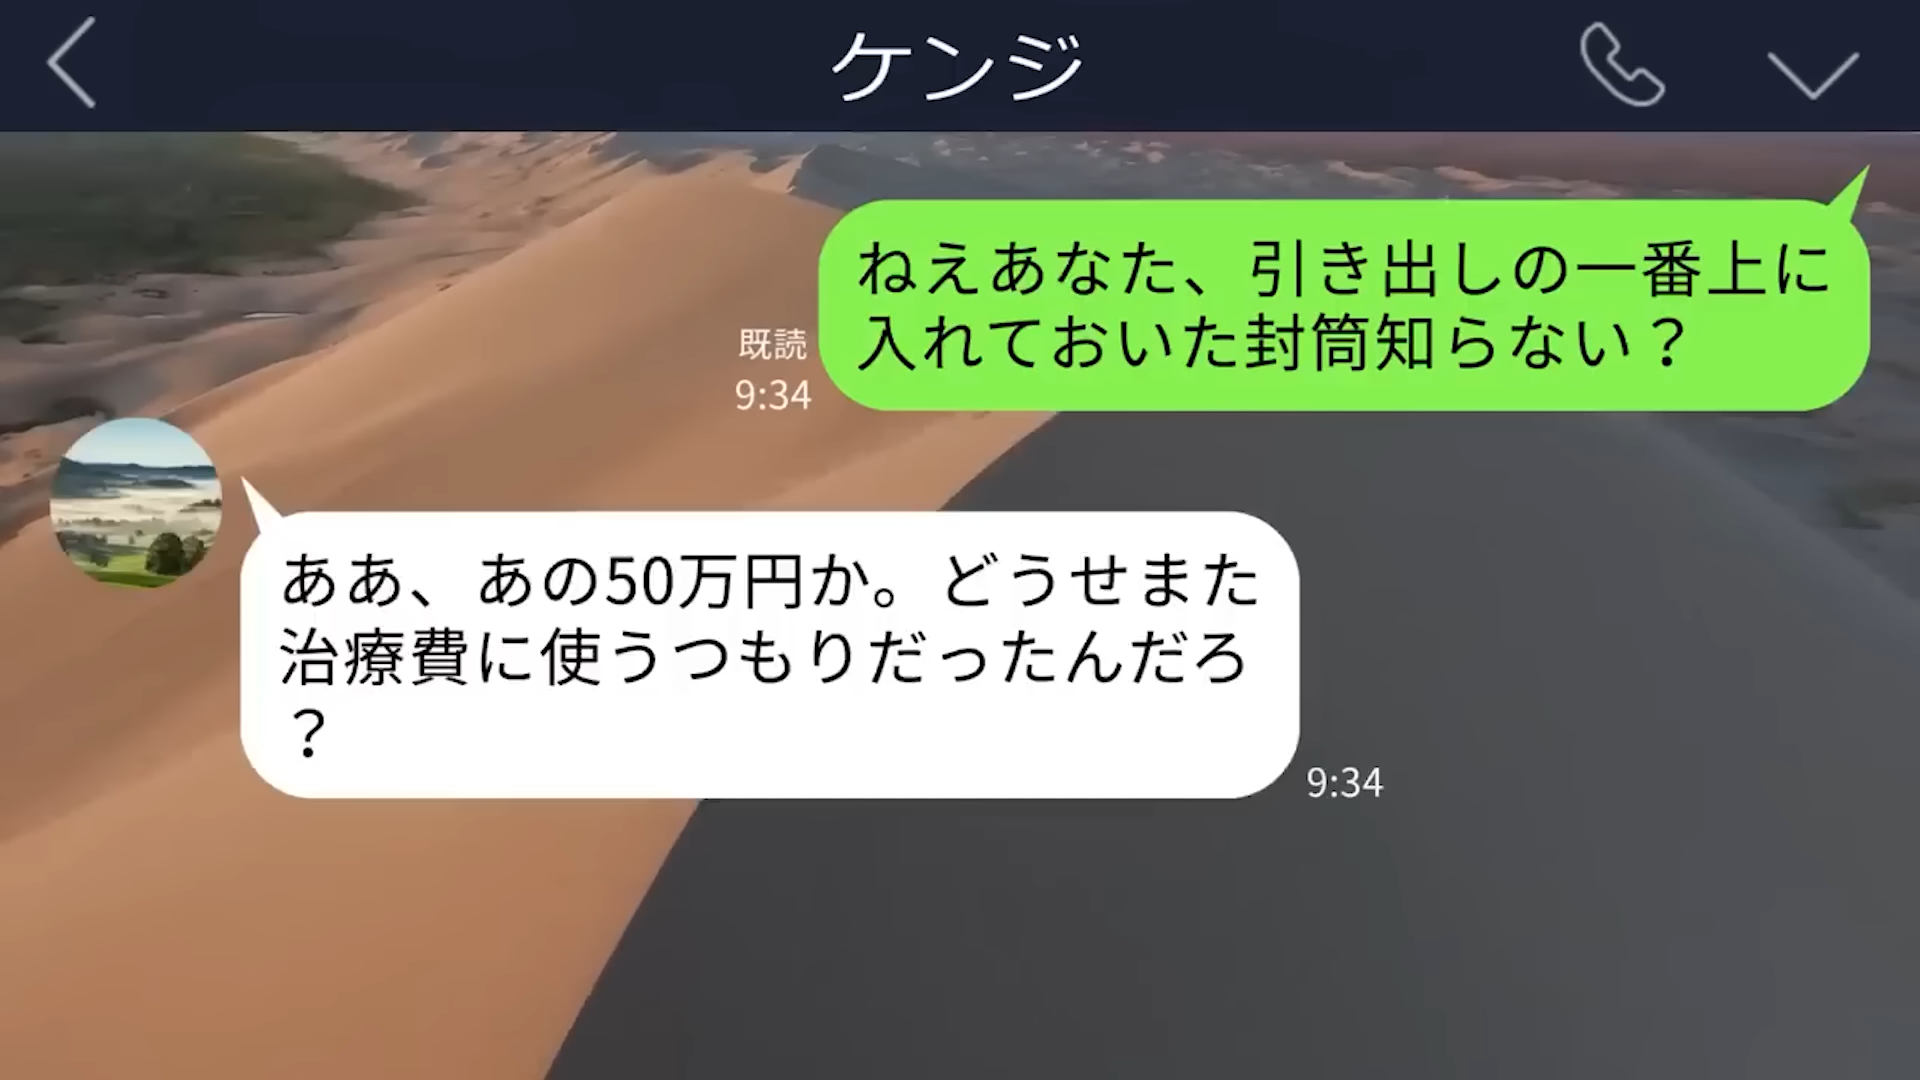 ケンジ
ねえあなた、引き出しの一番上に
入れておいた封筒知らない？
既読
9:34
ああ、あの50万円か。どうせまた
治療費に使うつもりだったんだろ
？
9:34